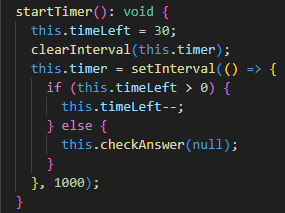 startTimer(): void {
  this.timeLeft = 30;
  clearInterval(this.timer);
  this.timer = setInterval(() => {
    if (this.timeLeft > 0) {
      this.timeLeft--;
    } else {
      this.checkAnswer(null);
    }
  }, 1000);
}